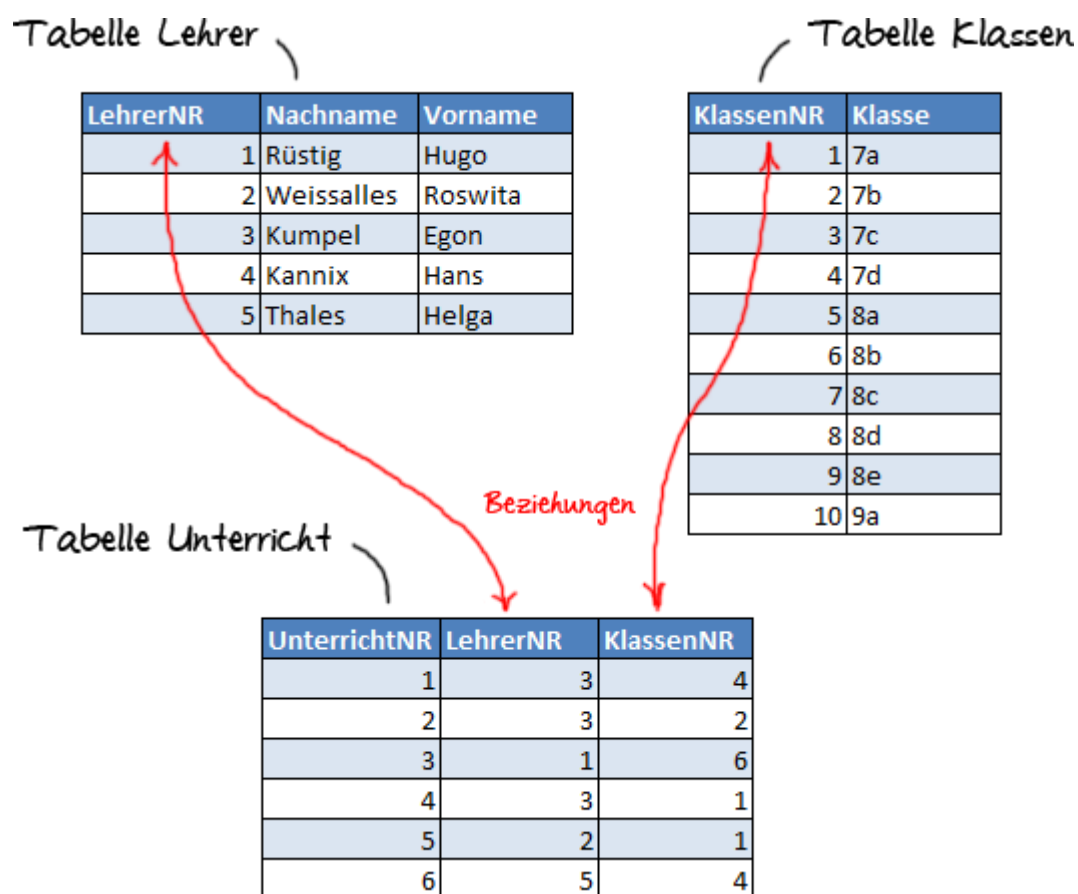 Tabelle Lehrer
LehrerNR Nachname Vorname
1 Rüstig Hugo
2 Weissalles Roswita
3 Kumpel Egon
4 Kannix Hans
5 Thales Helga
Tabelle Klassen
KlassenNR Klasse
1 7a
2 7b
3 7c
4 7d
5 8a
6 8b
7 8c
8 8d
9 8e
10 9a
Beziehungen
Tabelle Unterricht
UnterrichtNR LehrerNR KlassenNR
1 3 4
2 3 2
3 1 6
4 3 1
5 2 1
6 5 4